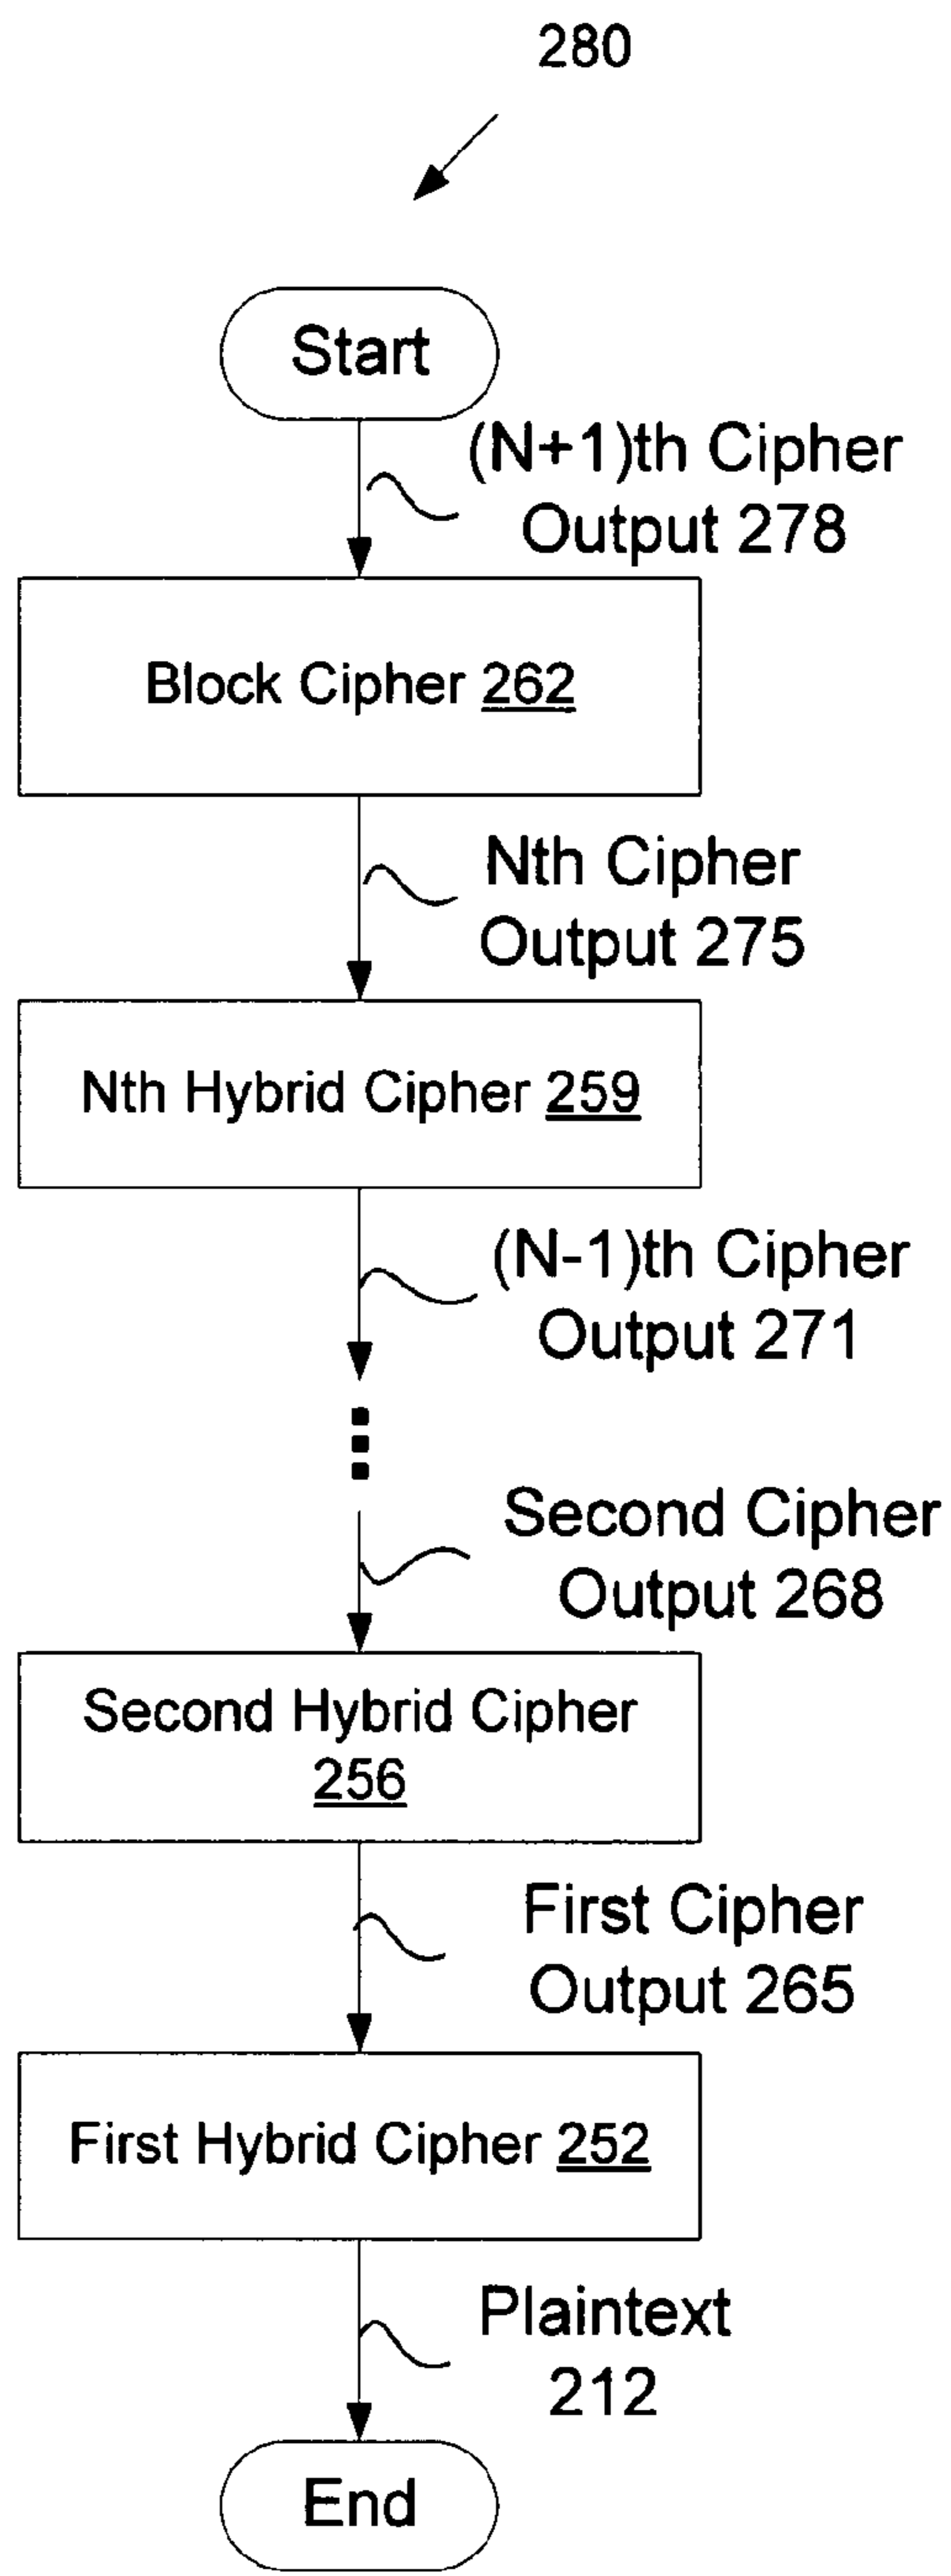 280
Start
(N+1)th Cipher
Output 278
Block Cipher 262
Nth Cipher
Output 275
Nth Hybrid Cipher 259
(N-1)th Cipher
Output 271
Second Cipher
Output 268
Second Hybrid Cipher
256
First Cipher
Output 265
First Hybrid Cipher 252
Plaintext
212
End